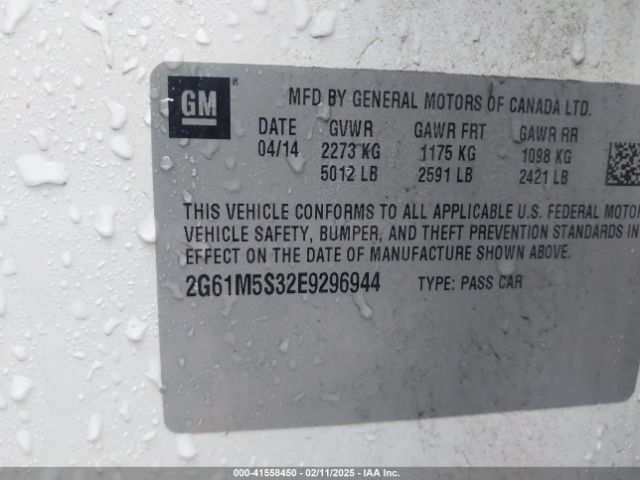 GM ®
MFD BY GENERAL MOTORS OF CANADA LTD.
DATE GVWR GAWR FRT GAWR RR
04/14 2273 KG 1175 KG 1098 KG
5012 LB 2591 LB 2421 LB
THIS VEHICLE CONFORMS TO ALL APPLICABLE U.S. FEDERAL MOTOR
VEHICLE SAFETY, BUMPER, AND THEFT PREVENTION STANDARDS IN
EFFECT ON THE DATE OF MANUFACTURE SHOWN ABOVE.
2G61M5S32E9296944 TYPE: PASS CAR
000-41558450 - 02/11/2025 - IAA Inc.